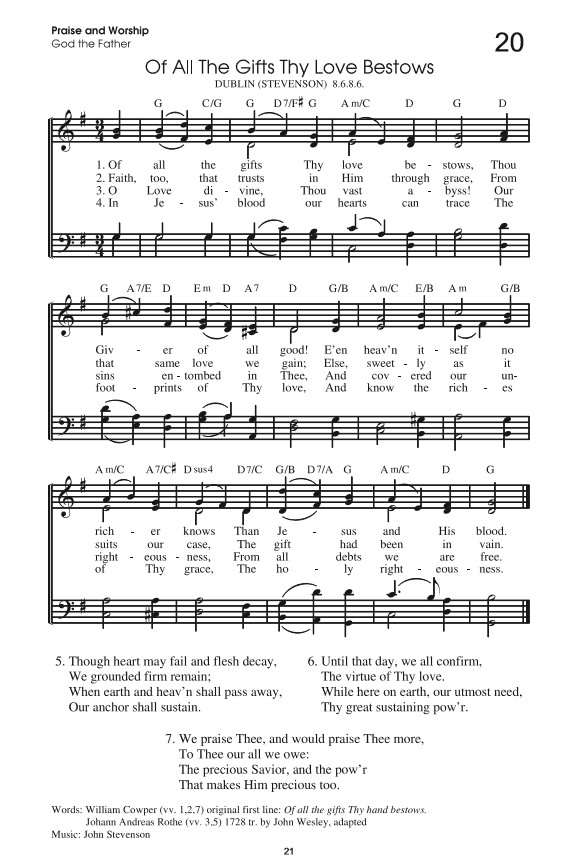 Praise and Worship
God the Father
20
Of All The Gifts Thy Love Bestows
DUBLIN (STEVENSON) 8.6.8.6.
G C/G G D7/F♯ G Am/C D G D
1. Of all the gifts Thy love be - stows, Thou
2. Faith, too, that trusts in Him through grace, From
3. O Love di - vine, Thou vast a - byss! Our
4. In Je - sus' blood our hearts can trace The
G A7/E D Em D A7 D G/B Am/C E/B Am G/B
Giv - er of all good! E'en heav'n it - self no
that same love we gain; Else, sweet - ly as it
sins en - tombed in Thee, And cov - ered our un-
foot - prints of Thy love, And know the rich - es
Am/C A7/C♯ Dsus4 D7/C G/B D7/A G Am/C D G
rich - er knows Than Je - sus and His blood.
suits our case, The gift had been in vain.
right - eous - ness, From all debts we are free.
of Thy grace, The ho - ly right - eous - ness.
5. Though heart may fail and flesh decay,
We grounded firm remain;
When earth and heav'n shall pass away,
Our anchor shall sustain.
6. Until that day, we all confirm,
The virtue of Thy love.
While here on earth, our utmost need,
Thy great sustaining pow'r.
7. We praise Thee, and would praise Thee more,
To Thee our all we owe:
The precious Savior, and the pow'r
That makes Him precious too.
Words: William Cowper (vv. 1,2,7) original first line: Of all the gifts Thy hand bestows.
Johann Andreas Rothe (vv. 3,5) 1728 tr. by John Wesley, adapted
Music: John Stevenson
21